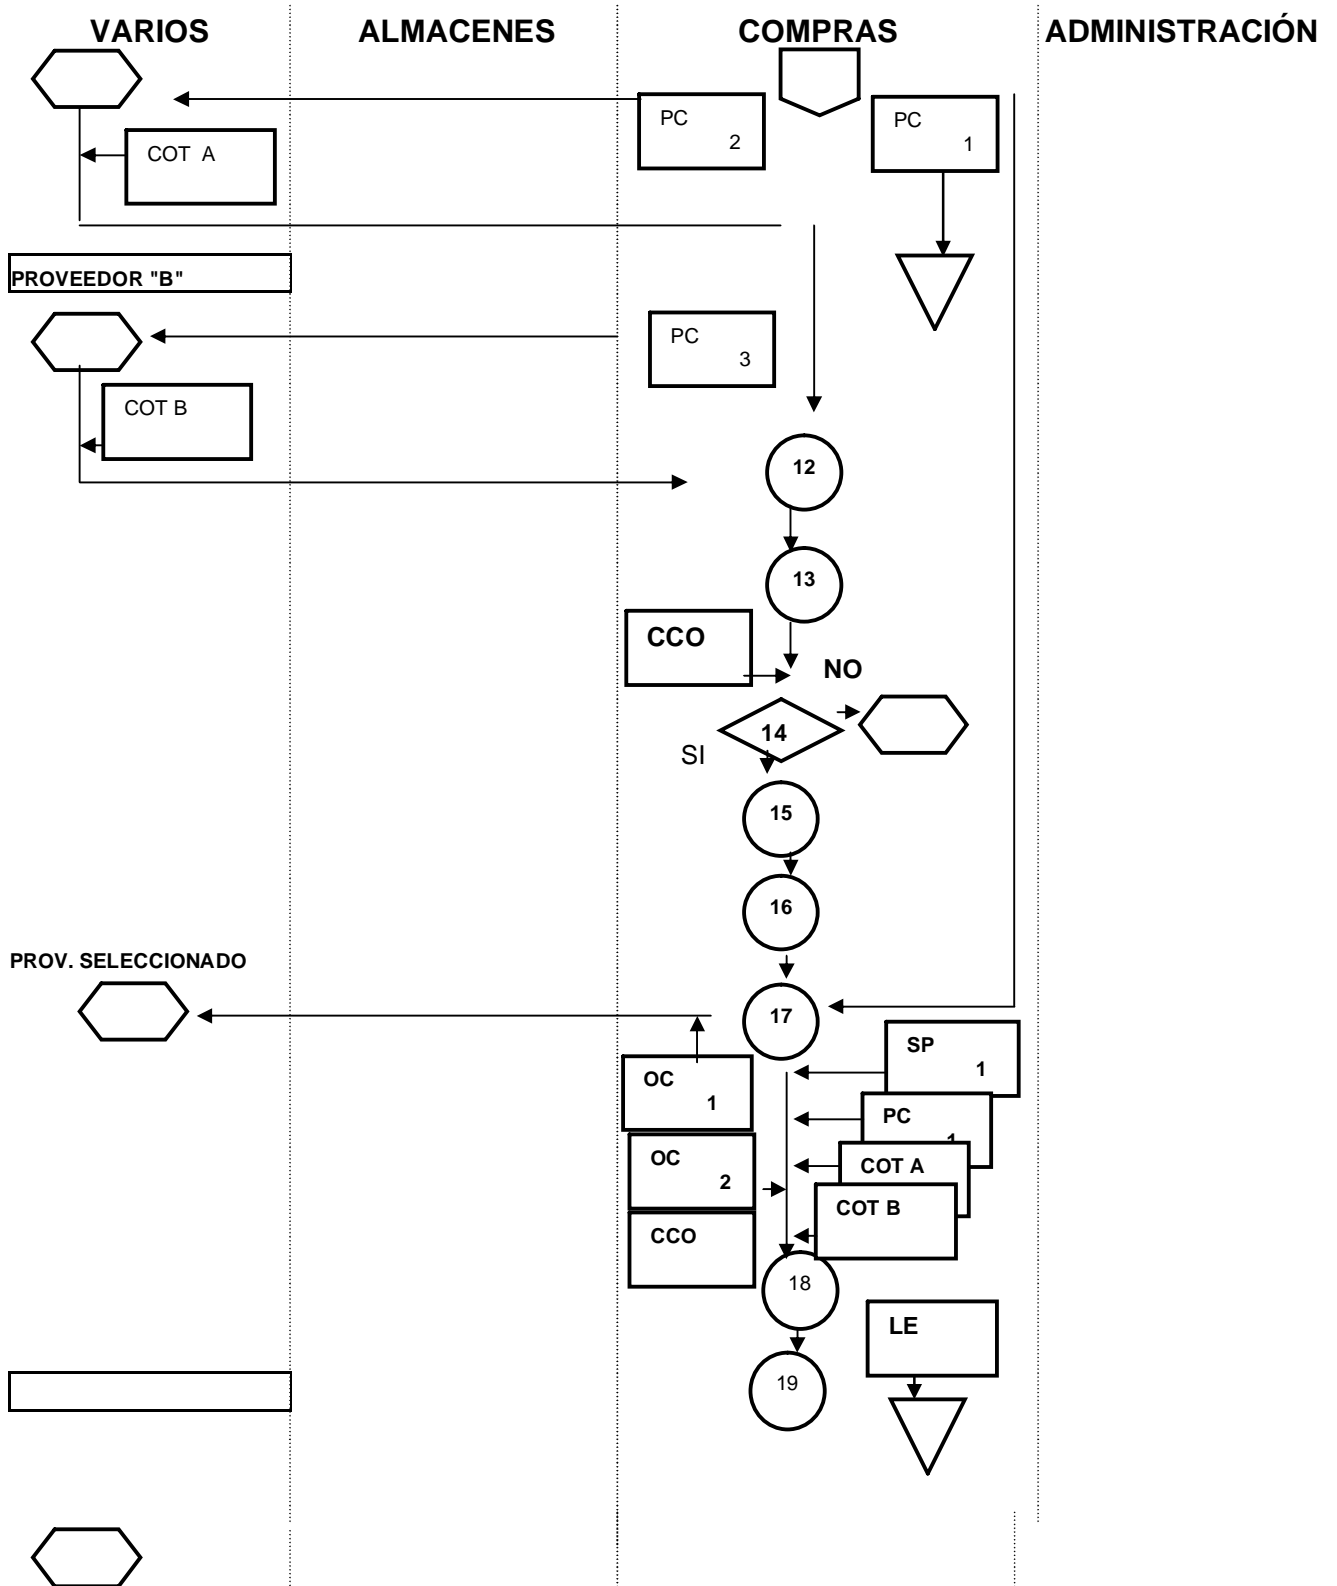 VARIOS ALMACENES COMPRAS ADMINISTRACIÓN
PC
2
PC
1
COT A
PROVEEDOR "B"
PC
3
COT B
12
13
CCO
NO
14
SI
15
16
PROV. SELECCIONADO
17
SP
1
OC
1
PC
1
OC
2
COT A
COT B
CCO
18
LE
19